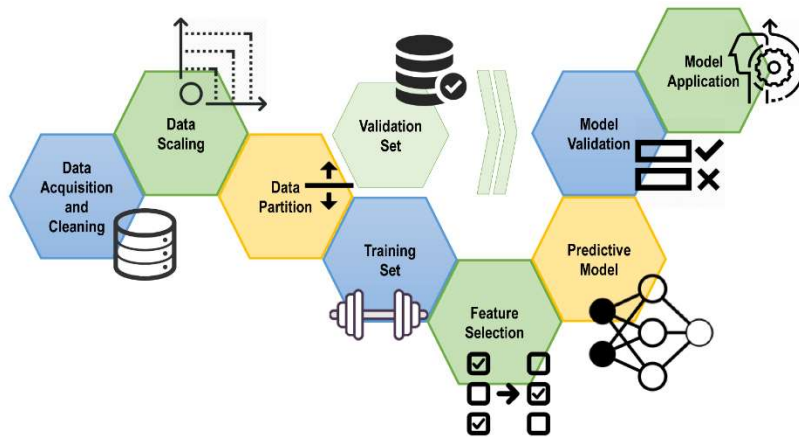 Data
Acquisition
and
Cleaning
Data
Scaling
Data
Partition
Validation
Set
Training
Set
Feature
Selection
Predictive
Model
Model
Validation
Model
Application